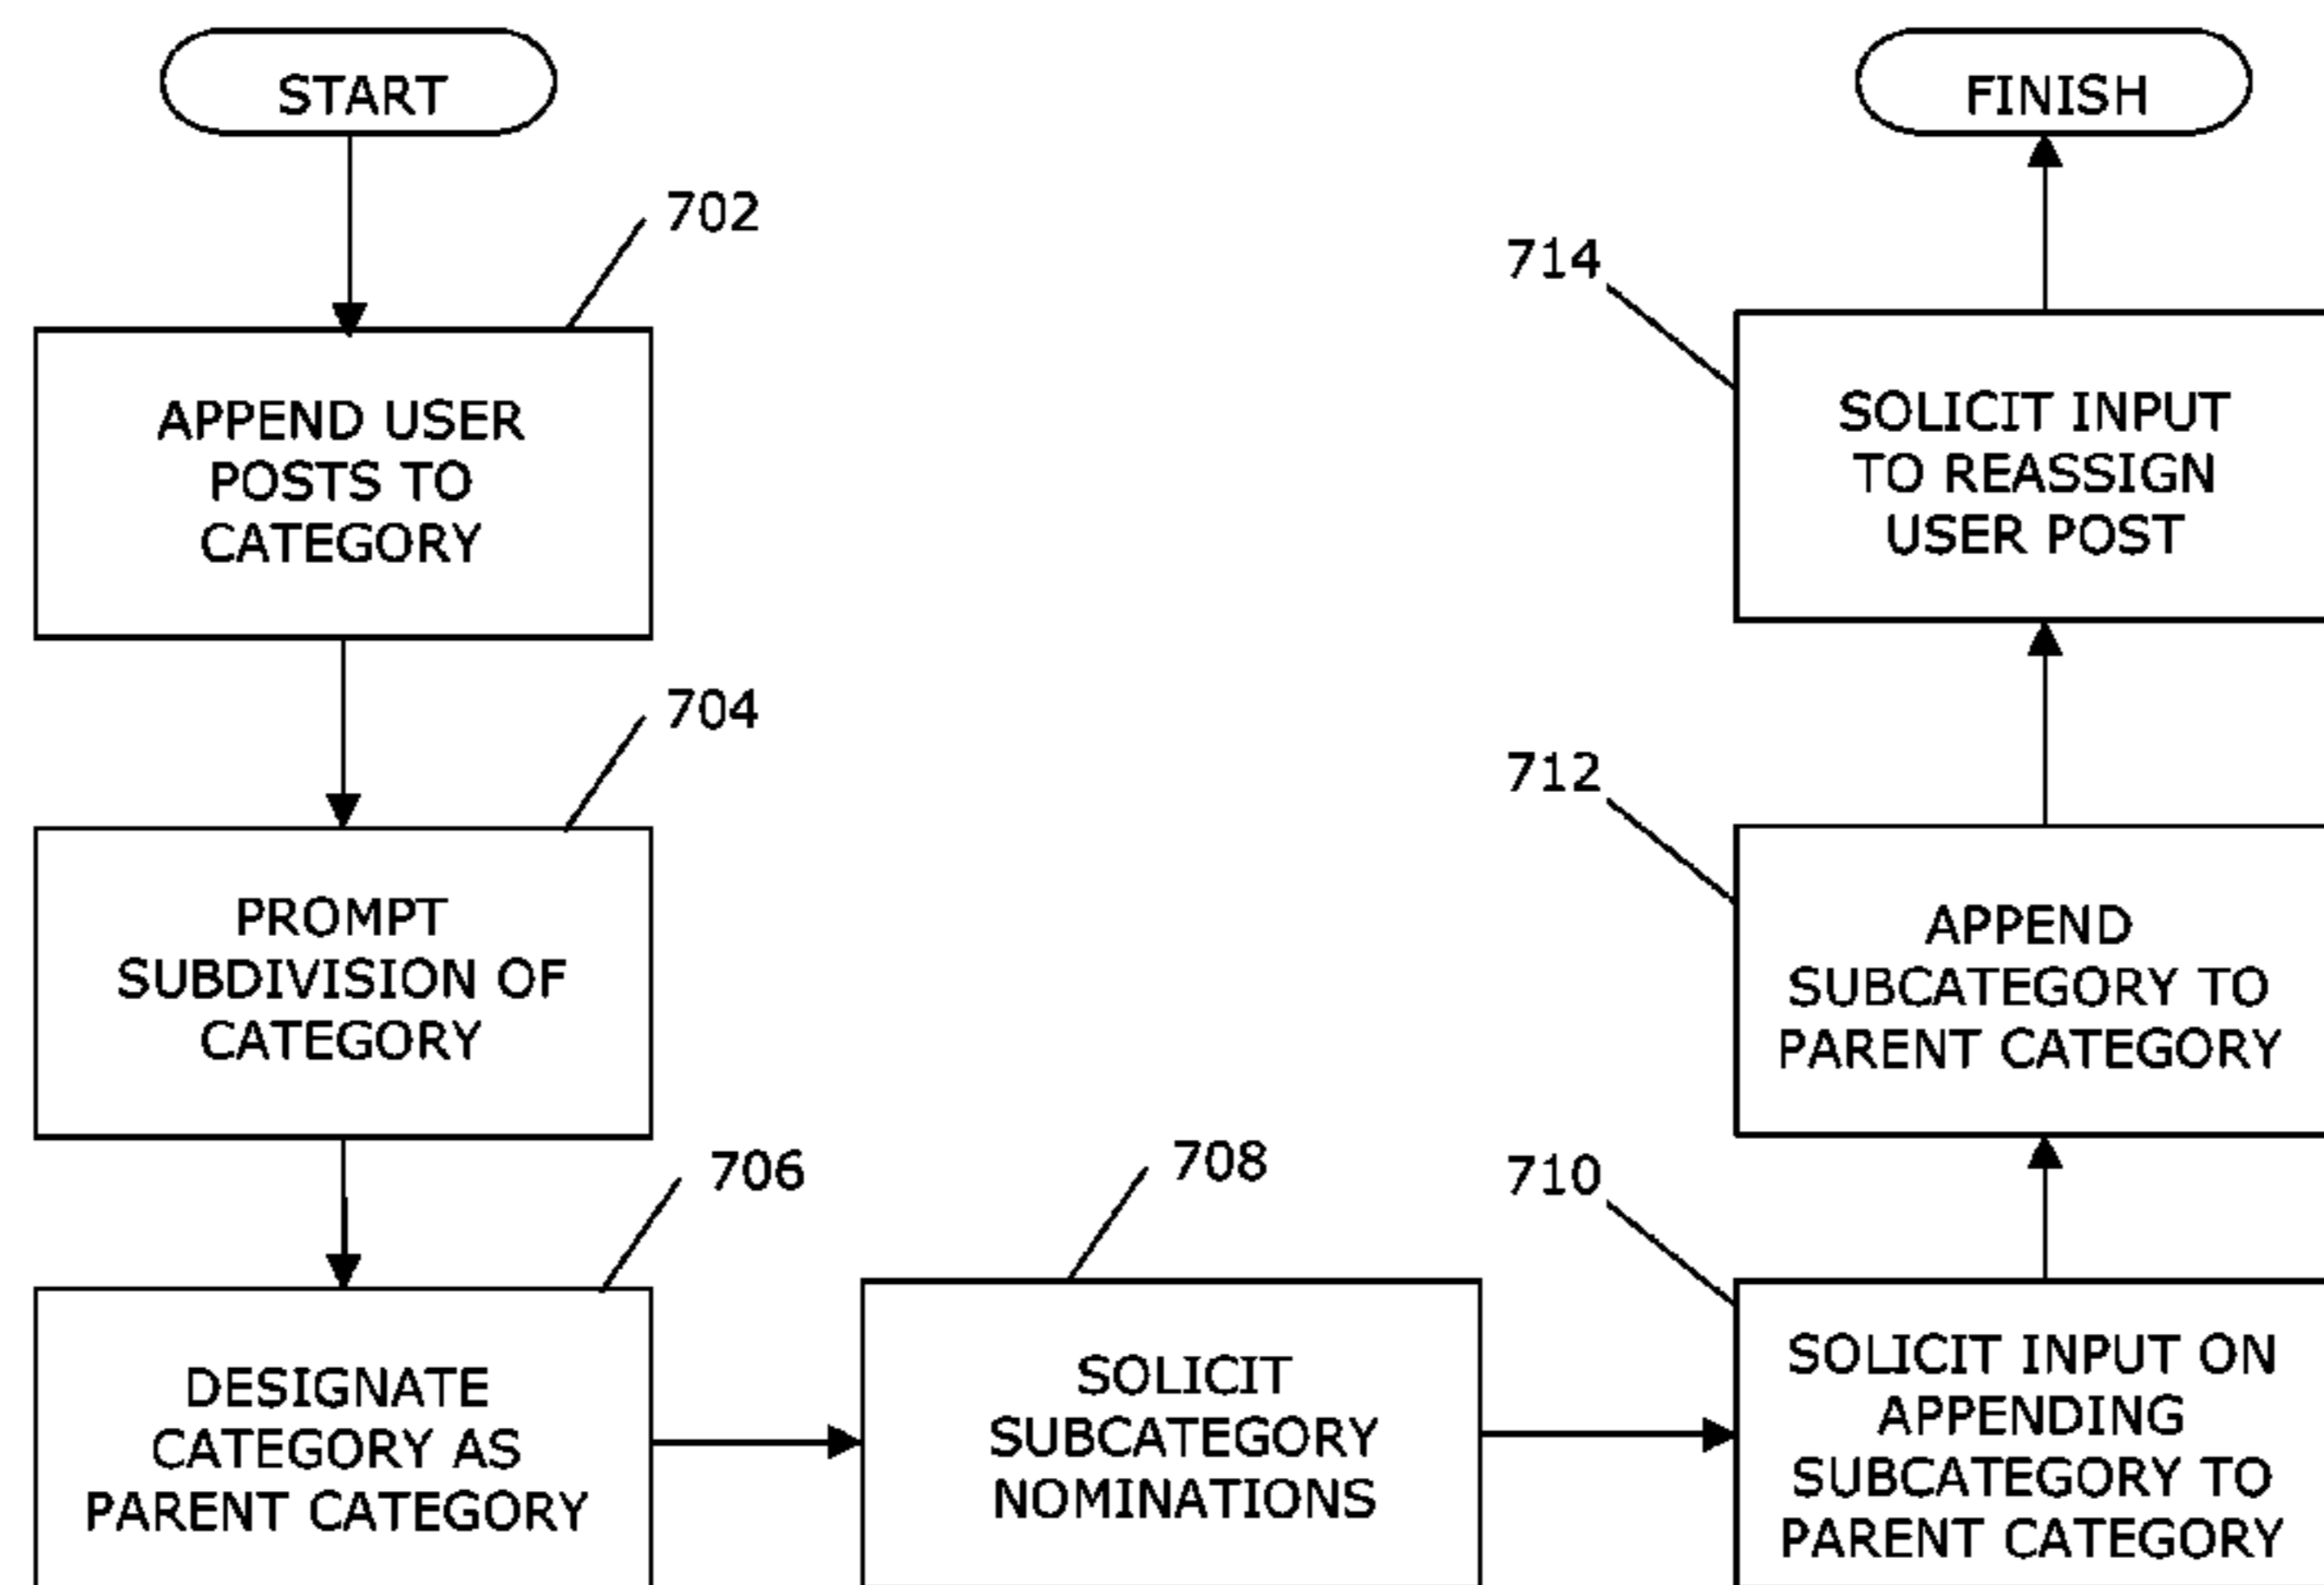 START
702
APPEND USER
POSTS TO
CATEGORY
704
PROMPT
SUBDIVISION OF
CATEGORY
706
DESIGNATE
CATEGORY AS
PARENT CATEGORY
708
SOLICIT
SUBCATEGORY
NOMINATIONS
710
SOLICIT INPUT ON
APPENDING
SUBCATEGORY TO
PARENT CATEGORY
712
APPEND
SUBCATEGORY TO
PARENT CATEGORY
714
SOLICIT INPUT
TO REASSIGN
USER POST
FINISH